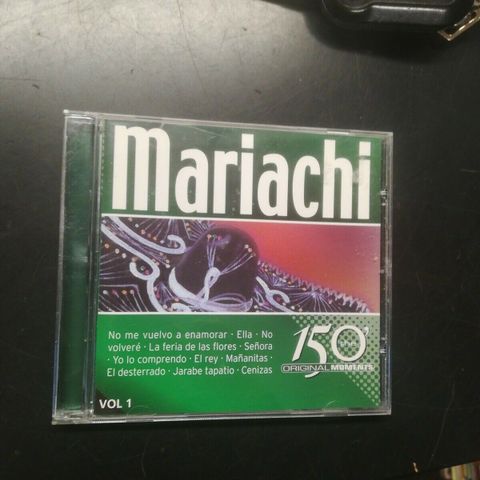 mariachi
No me vuelvo a enamorar · Ella · No
volveré · La feria de las flores · Señora
· Yo lo comprendo · El rey · Mañanitas ·
El desterrado · Jarabe tapatio · Cenizas
150'
ORIGINAL MOMENTS
VOL 1